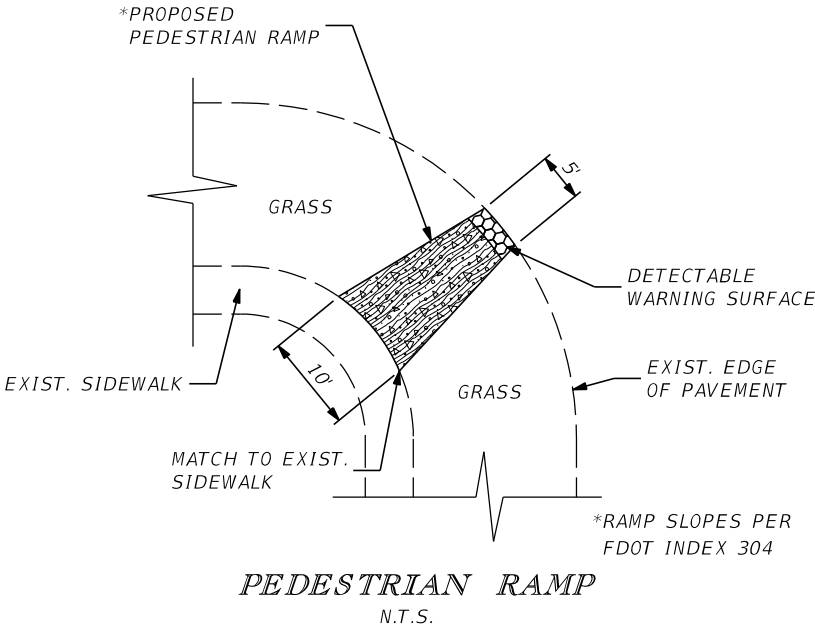 *PROPOSED
PEDESTRIAN RAMP
5'
GRASS
DETECTABLE
WARNING SURFACE
10'
EXIST. SIDEWALK
EXIST. EDGE
OF PAVEMENT
GRASS
MATCH TO EXIST.
SIDEWALK
*RAMP SLOPES PER
FDOT INDEX 304
PEDESTRIAN RAMP
N.T.S.